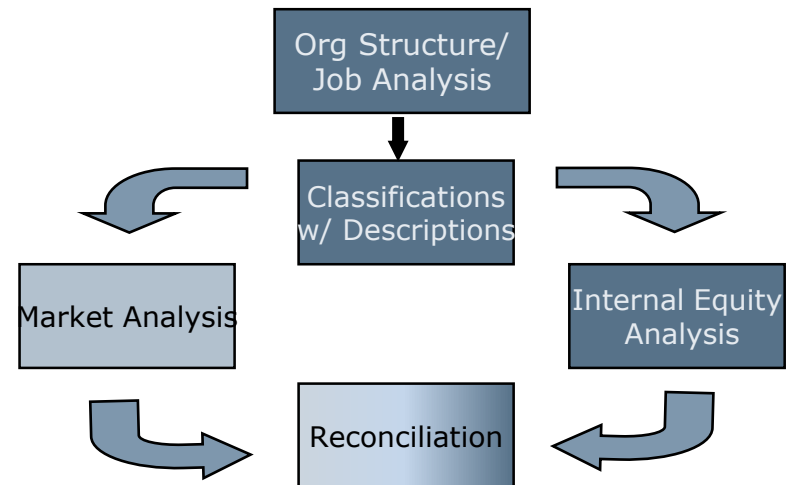 Org Structure/
Job Analysis
Classifications
w/ Descriptions
Market Analysis
Internal Equity
Analysis
Reconciliation